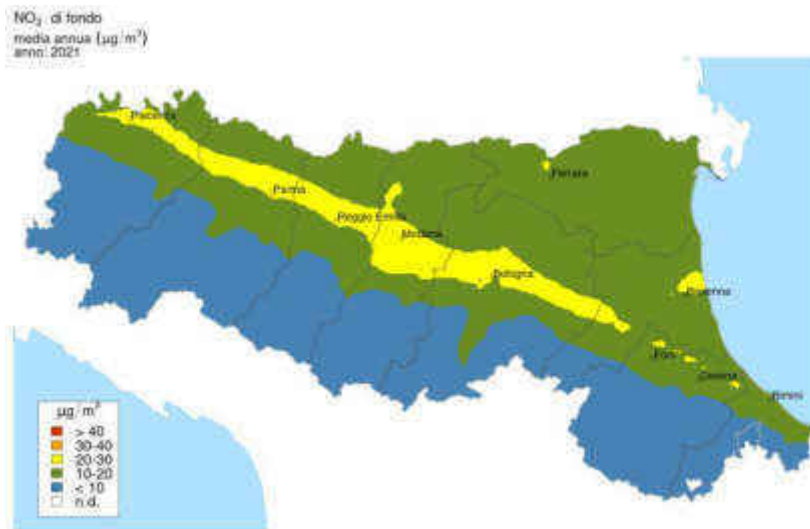 NO₂ di fondo
media annua (µg/m³)
anno: 2021
Piacenza
Parma
Reggio Emilia
Modena
Bologna
Ferrara
Ravenna
Forlì
Cesena
Rimini
µg/m³
> 40
30-40
20-30
10-20
< 10
n.d.